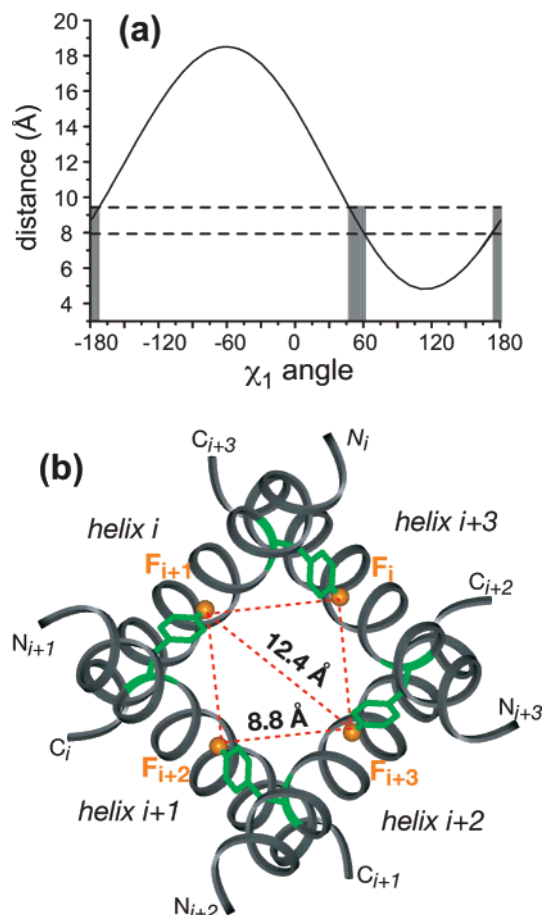 (a)
distance (Å)
20
18
16
14
12
10
8
6
4
-180 -120 -60 0 60 120 180
χ1 angle
(b)
Ci+3 Ni
helix i helix i+3
Fi+1 Fi
Ci+2
Ni+1
12.4 Å
8.8 Å
Ni+3
Ci
Fi+2 Fi+3
helix i+1 helix i+2
Ci+1
Ni+2